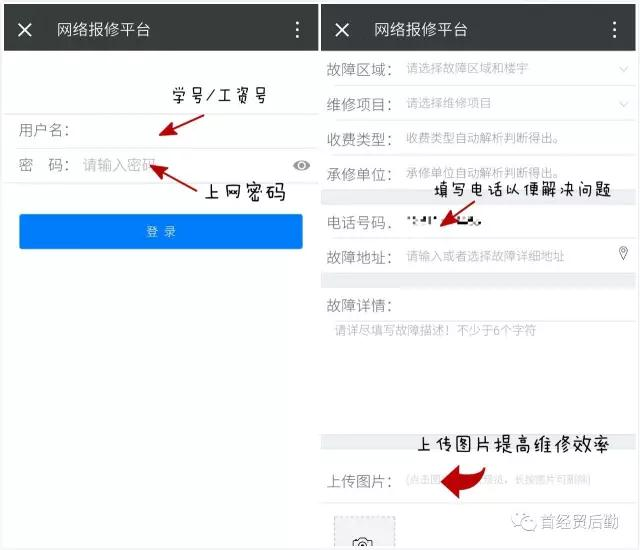 网络报修平台
学号/工资号
用户名：
密 码： 请输入密码
上网密码
登 录
网络报修平台
故障区域： 请选择故障区域和楼宇
维修项目： 请选择维修项目
收费类型： 收费类型自动解析判断得出。
承修单位： 承修单位自动解析判断得出。
填写电话以便解决问题
电话号码：
故障地址： 请输入或者选择故障详细地址
故障详情：
请详尽填写故障描述！不少于6个字符
上传图片提高维修效率
上传图片： (点击图 预览，长按图片可删除)
首经贸后勤